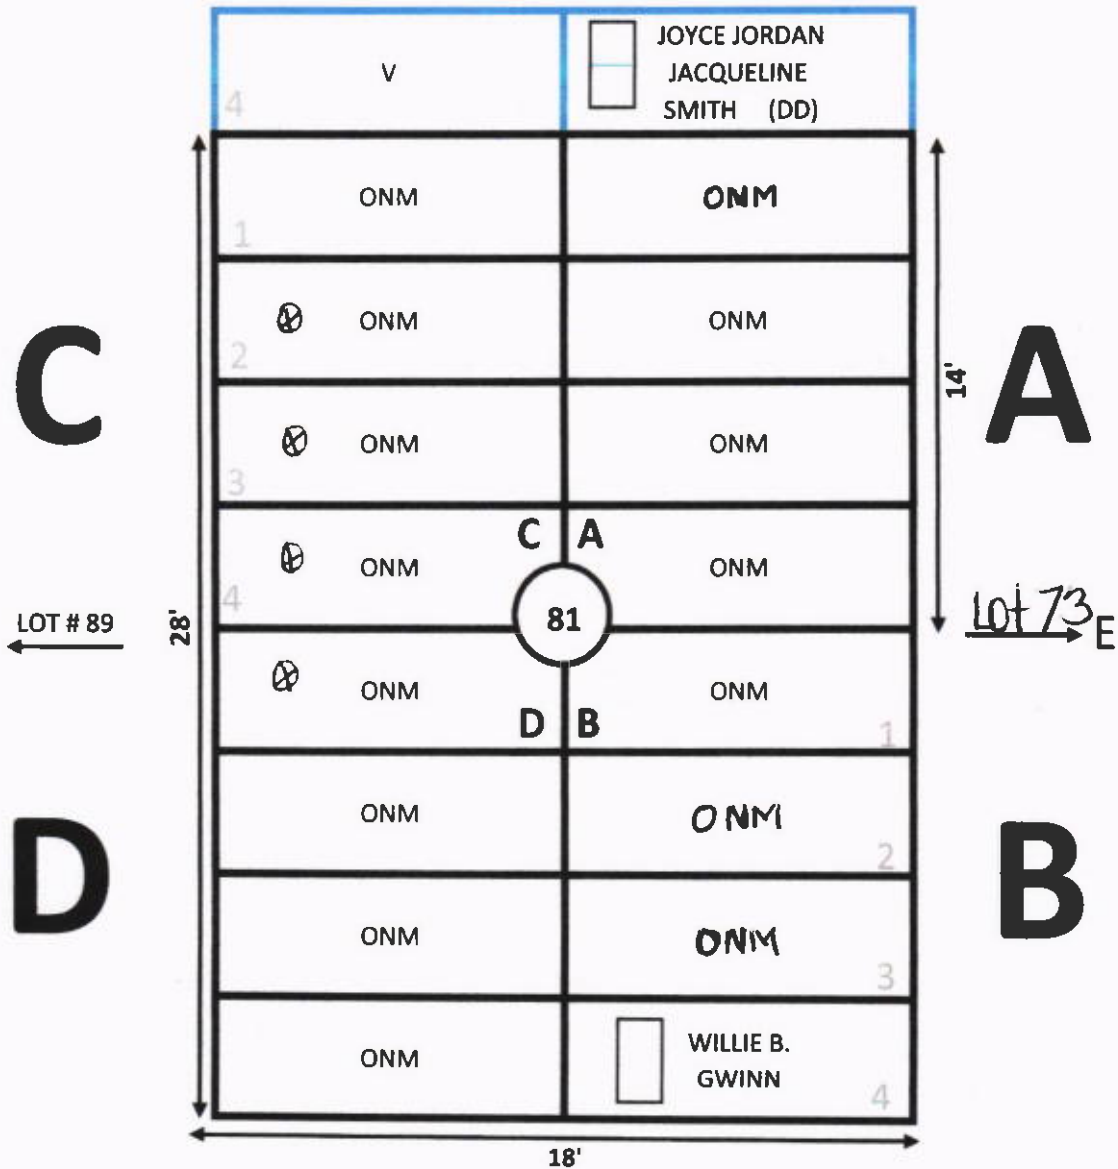 V
4
JOYCE JORDAN
JACQUELINE
SMITH (DD)
ONM
1
ONM
ONM
2
ONM
C
A
14'
ONM
3
ONM
C A
ONM
4
ONM
LOT # 89
28'
81
Lot 73 E
ONM
D B
ONM
1
ONM
ONM
2
D
B
ONM
ONM
3
ONM
WILLIE B.
GWINN
4
18'